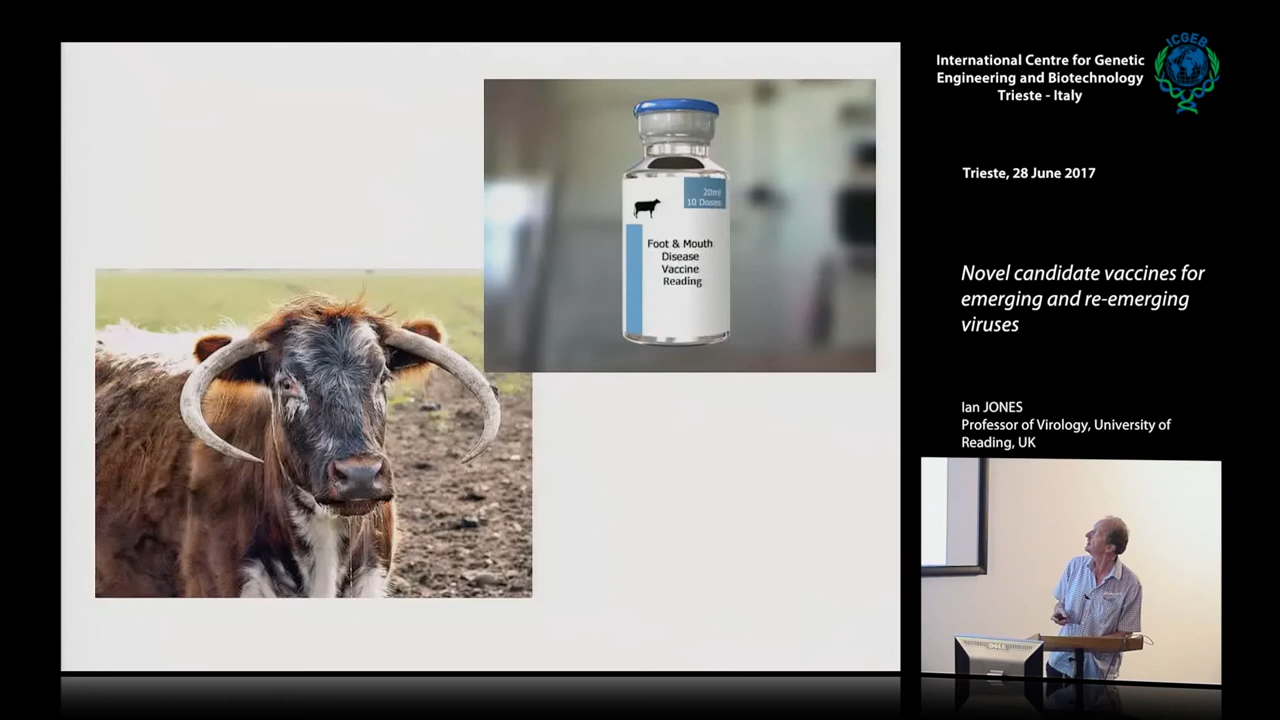 20ml
10 Doses
Foot & Mouth
Disease
Vaccine
Reading
International Centre for Genetic
Engineering and Biotechnology
Trieste - Italy
ICGEB
Trieste, 28 June 2017
Novel candidate vaccines for
emerging and re-emerging
viruses
Ian JONES
Professor of Virology, University of
Reading, UK